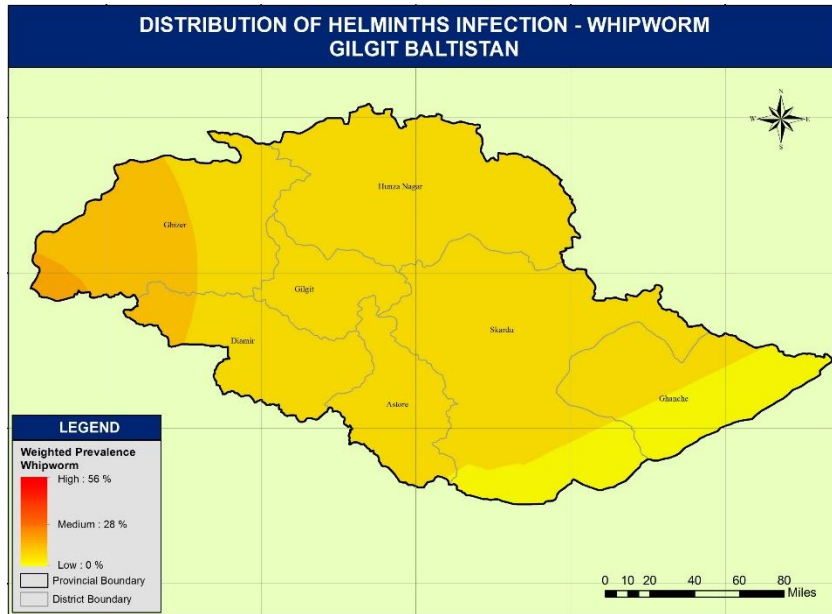 DISTRIBUTION OF HELMINTHS INFECTION - WHIPWORM
GILGIT BALTISTAN
N
W E
S
Hunza Nagar
Ghizer
Gilgit
Skardu
Diamir
Astore
Ghanche
LEGEND
Weighted Prevalence
Whipworm
High : 56 %
Medium : 28 %
Low : 0 %
Provincial Boundary
District Boundary
0 10 20 40 60 80
Miles